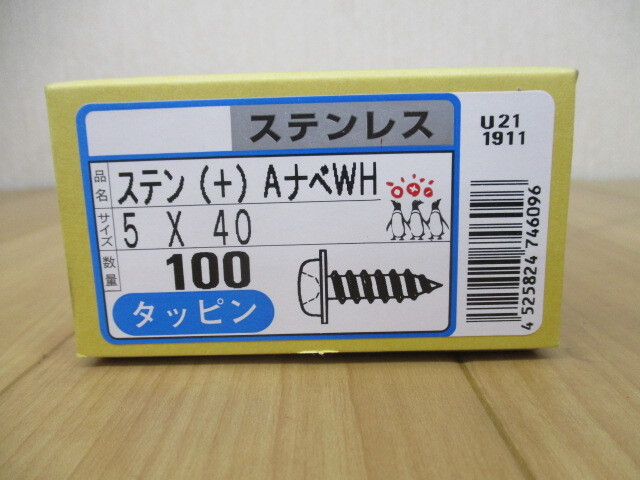 ステンレス
品名 ステン(+) AナベWH
サイズ 5 X 40
数量 100
タッピン
U21
1911
4 525824 746096